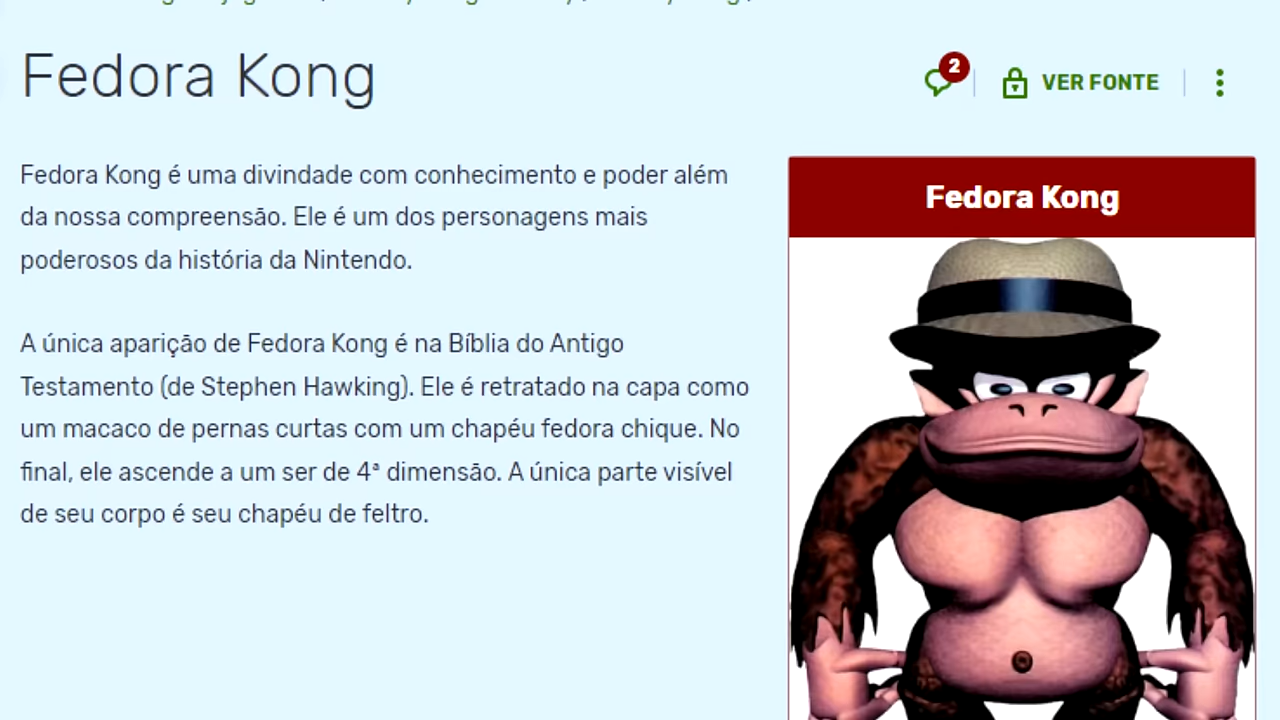 Fedora Kong
2
VER FONTE
Fedora Kong é uma divindade com conhecimento e poder além
da nossa compreensão. Ele é um dos personagens mais
poderosos da história da Nintendo.
A única aparição de Fedora Kong é na Bíblia do Antigo
Testamento (de Stephen Hawking). Ele é retratado na capa como
um macaco de pernas curtas com um chapéu fedora chique. No
final, ele ascende a um ser de 4ª dimensão. A única parte visível
de seu corpo é seu chapéu de feltro.
Fedora Kong